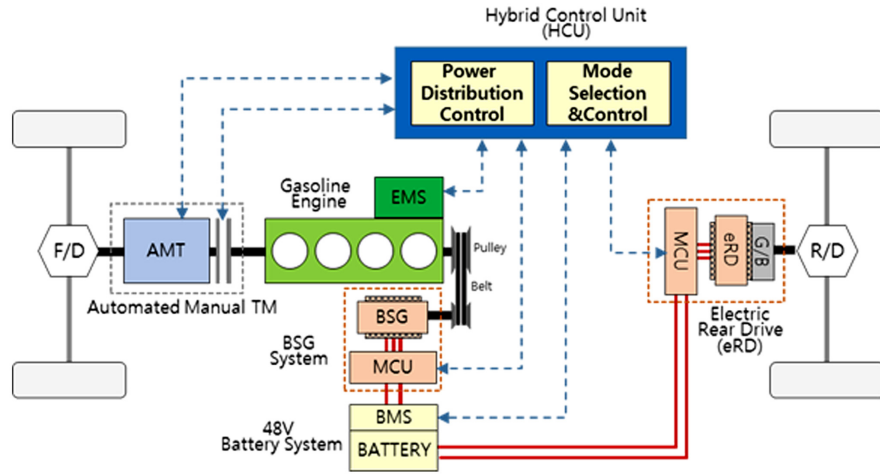 Hybrid Control Unit
(HCU)
Power
Distribution
Control
Mode
Selection
&Control
Gasoline
Engine
EMS
F/D
AMT
Pulley
Belt
MCU
eRD
G/B
R/D
Automated Manual TM
BSG
System
BSG
MCU
Electric
Rear Drive
(eRD)
48V
Battery System
BMS
BATTERY